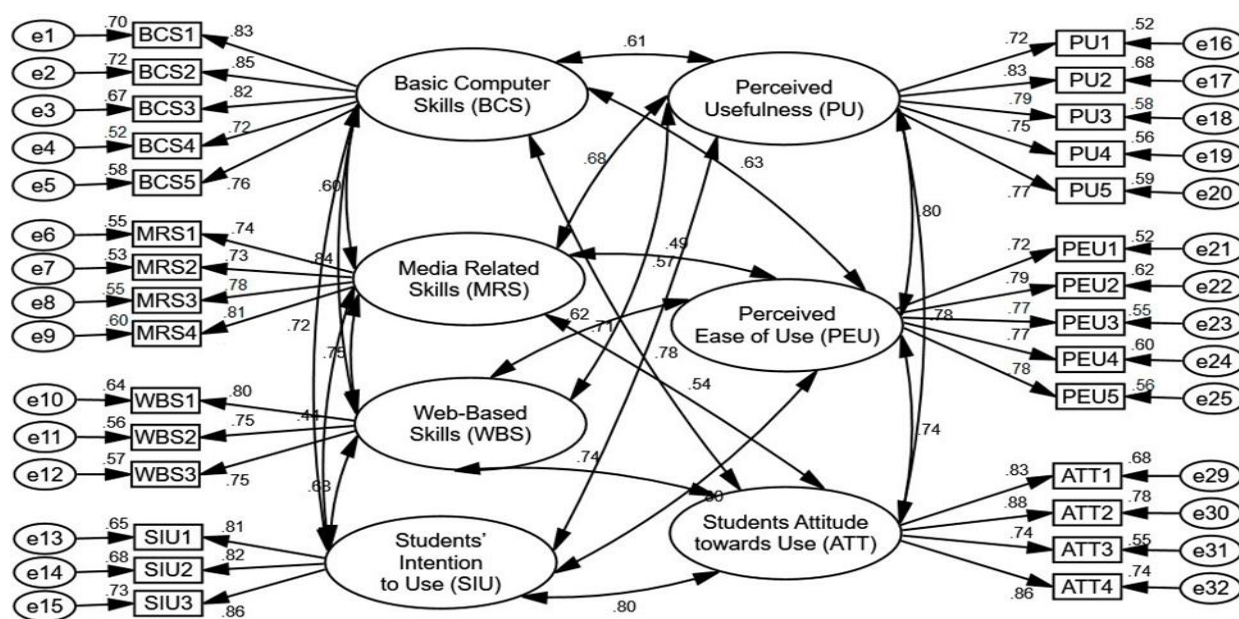 e1 .70 BCS1 .83
e2 .72 BCS2 .85
e3 .67 BCS3 .82
e4 .52 BCS4 .72
e5 .58 BCS5 .76
Basic Computer
Skills (BCS)
.61
Perceived
Usefulness (PU)
.72 PU1 .52 e16
.83 PU2 .68 e17
.79 PU3 .58 e18
.75 PU4 .56 e19
.77 PU5 .59 e20
.60
.68
.63
.80
e6 .55 MRS1 .74
e7 .53 MRS2 .73
e8 .55 MRS3 .78
e9 .60 MRS4 .81
.84
.72
Media Related
Skills (MRS)
.49
.57
.62
.71
Perceived
Ease of Use (PEU)
.78
.72 PEU1 .52 e21
.79 PEU2 .62 e22
.77 PEU3 .55 e23
.77 PEU4 .60 e24
.78 PEU5 .56 e25
.75
.78
.54
e10 .64 WBS1 .80
e11 .56 WBS2 .75
e12 .57 WBS3 .75
.44
Web-Based
Skills (WBS)
.74
.74
.68
e13 .65 SIU1 .81
e14 .68 SIU2 .82
e15 .73 SIU3 .86
Students’
Intention
to Use (SIU)
.80
Students Attitude
towards Use (ATT)
.83 ATT1 .68 e29
.88 ATT2 .78 e30
.74 ATT3 .55 e31
.86 ATT4 .74 e32